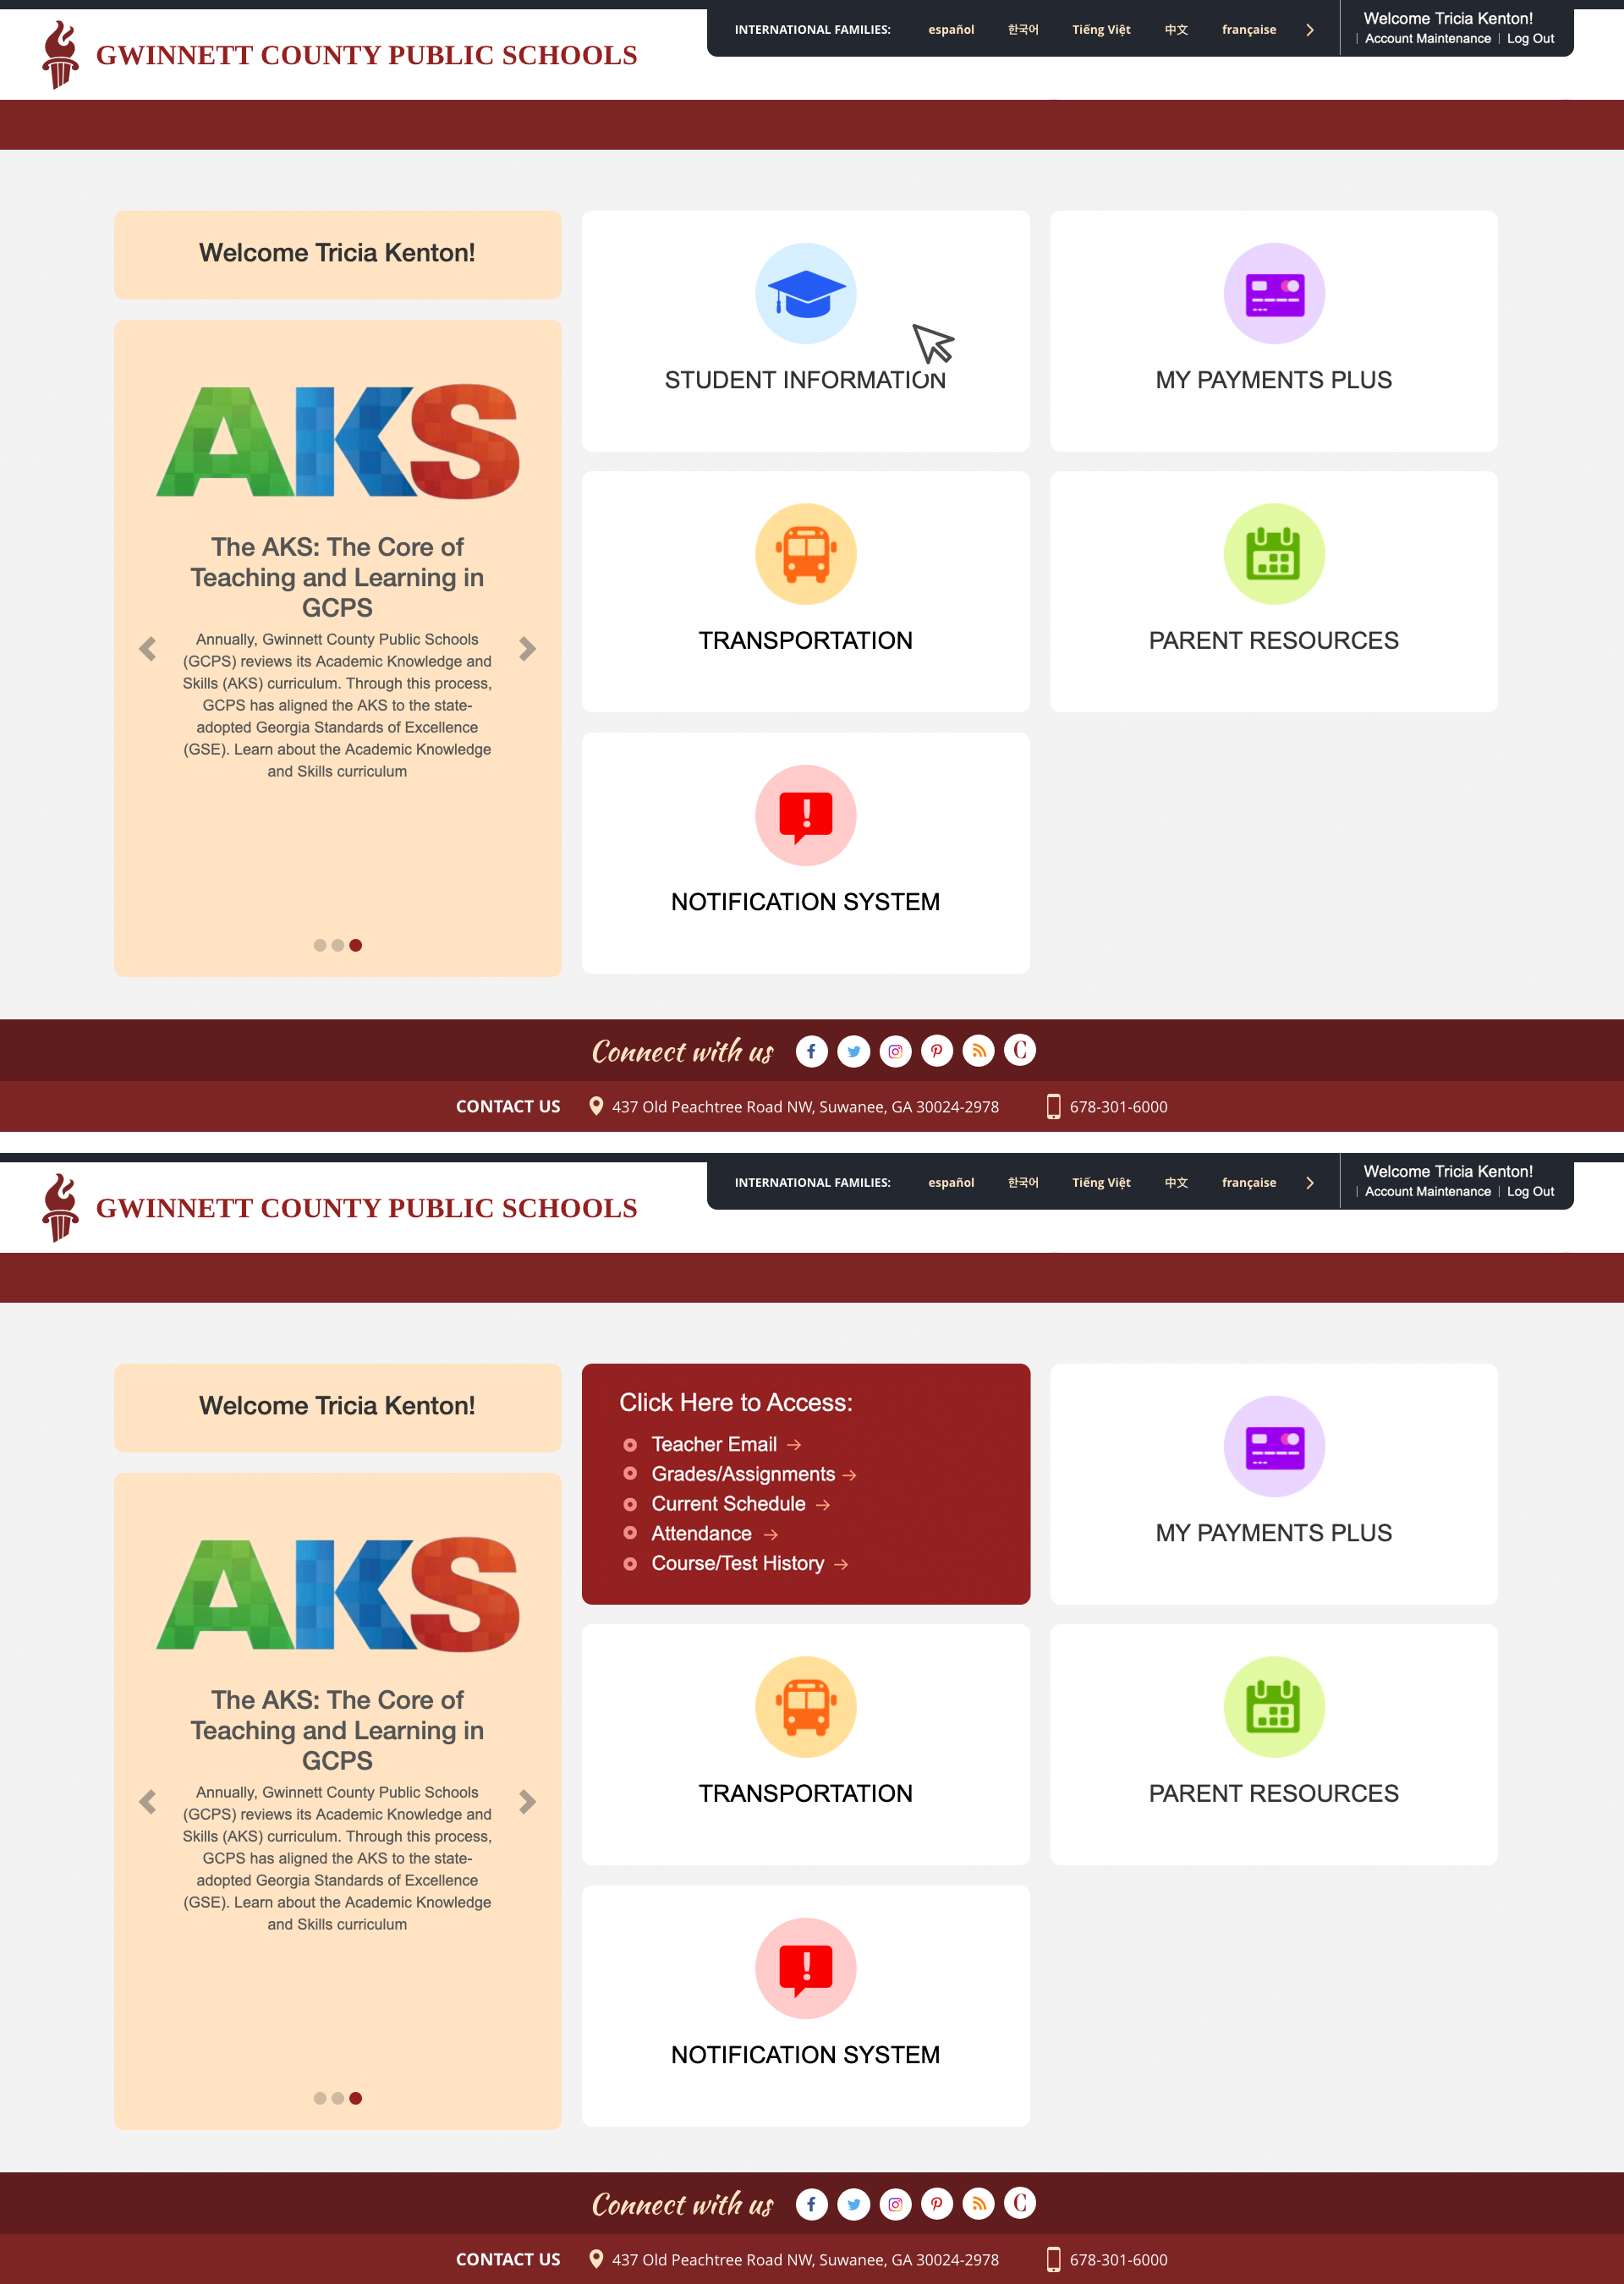 INTERNATIONAL FAMILIES: español 한국어 Tiếng Việt 中文 française
Welcome Tricia Kenton!
| Account Maintenance | Log Out
GWINNETT COUNTY PUBLIC SCHOOLS
Welcome Tricia Kenton!
AKS
The AKS: The Core of
Teaching and Learning in
GCPS
Annually, Gwinnett County Public Schools
(GCPS) reviews its Academic Knowledge and
Skills (AKS) curriculum. Through this process,
GCPS has aligned the AKS to the state-
adopted Georgia Standards of Excellence
(GSE). Learn about the Academic Knowledge
and Skills curriculum
STUDENT INFORMATION
MY PAYMENTS PLUS
TRANSPORTATION
PARENT RESOURCES
NOTIFICATION SYSTEM
Connect with us
CONTACT US 437 Old Peachtree Road NW, Suwanee, GA 30024-2978 678-301-6000
INTERNATIONAL FAMILIES: español 한국어 Tiếng Việt 中文 française
Welcome Tricia Kenton!
| Account Maintenance | Log Out
GWINNETT COUNTY PUBLIC SCHOOLS
Welcome Tricia Kenton!
AKS
The AKS: The Core of
Teaching and Learning in
GCPS
Annually, Gwinnett County Public Schools
(GCPS) reviews its Academic Knowledge and
Skills (AKS) curriculum. Through this process,
GCPS has aligned the AKS to the state-
adopted Georgia Standards of Excellence
(GSE). Learn about the Academic Knowledge
and Skills curriculum
Click Here to Access:
Teacher Email →
Grades/Assignments →
Current Schedule →
Attendance →
Course/Test History →
MY PAYMENTS PLUS
TRANSPORTATION
PARENT RESOURCES
NOTIFICATION SYSTEM
Connect with us
CONTACT US 437 Old Peachtree Road NW, Suwanee, GA 30024-2978 678-301-6000